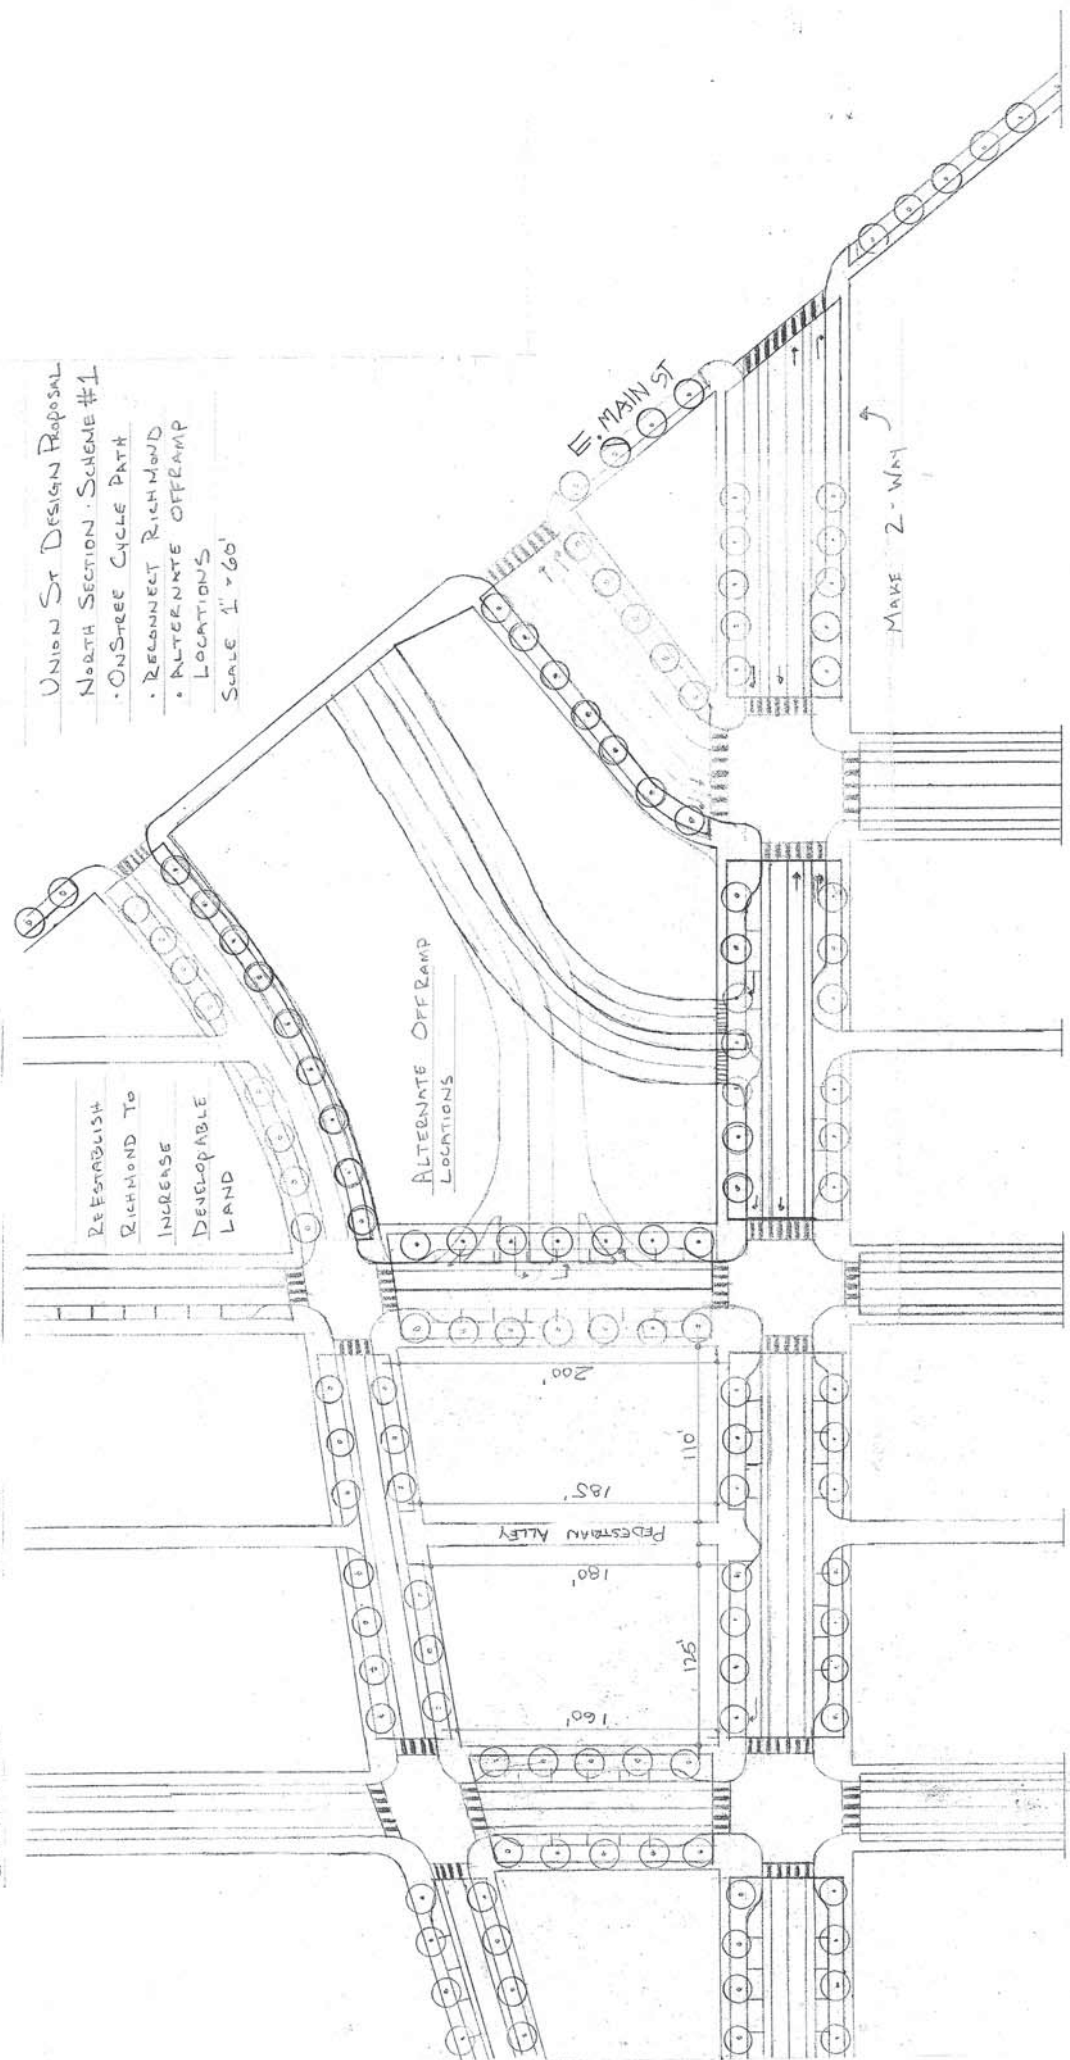 UNION ST DESIGN PROPOSAL
NORTH SECTION · SCHEME #1
· ONSTREE CYCLE PATH
· RECONNECT RICHMOND
· ALTERNATE OFFRAMP
LOCATIONS
SCALE 1" = 60'
E. MAIN ST
MAKE 2-WAY
REESTABLISH
RICHMOND TO
INCREASE
DEVELOPABLE
LAND
ALTERNATE OFFRAMP
LOCATIONS
200'
110'
185'
PEDESTRIAN ALLEY
180'
125'
160'